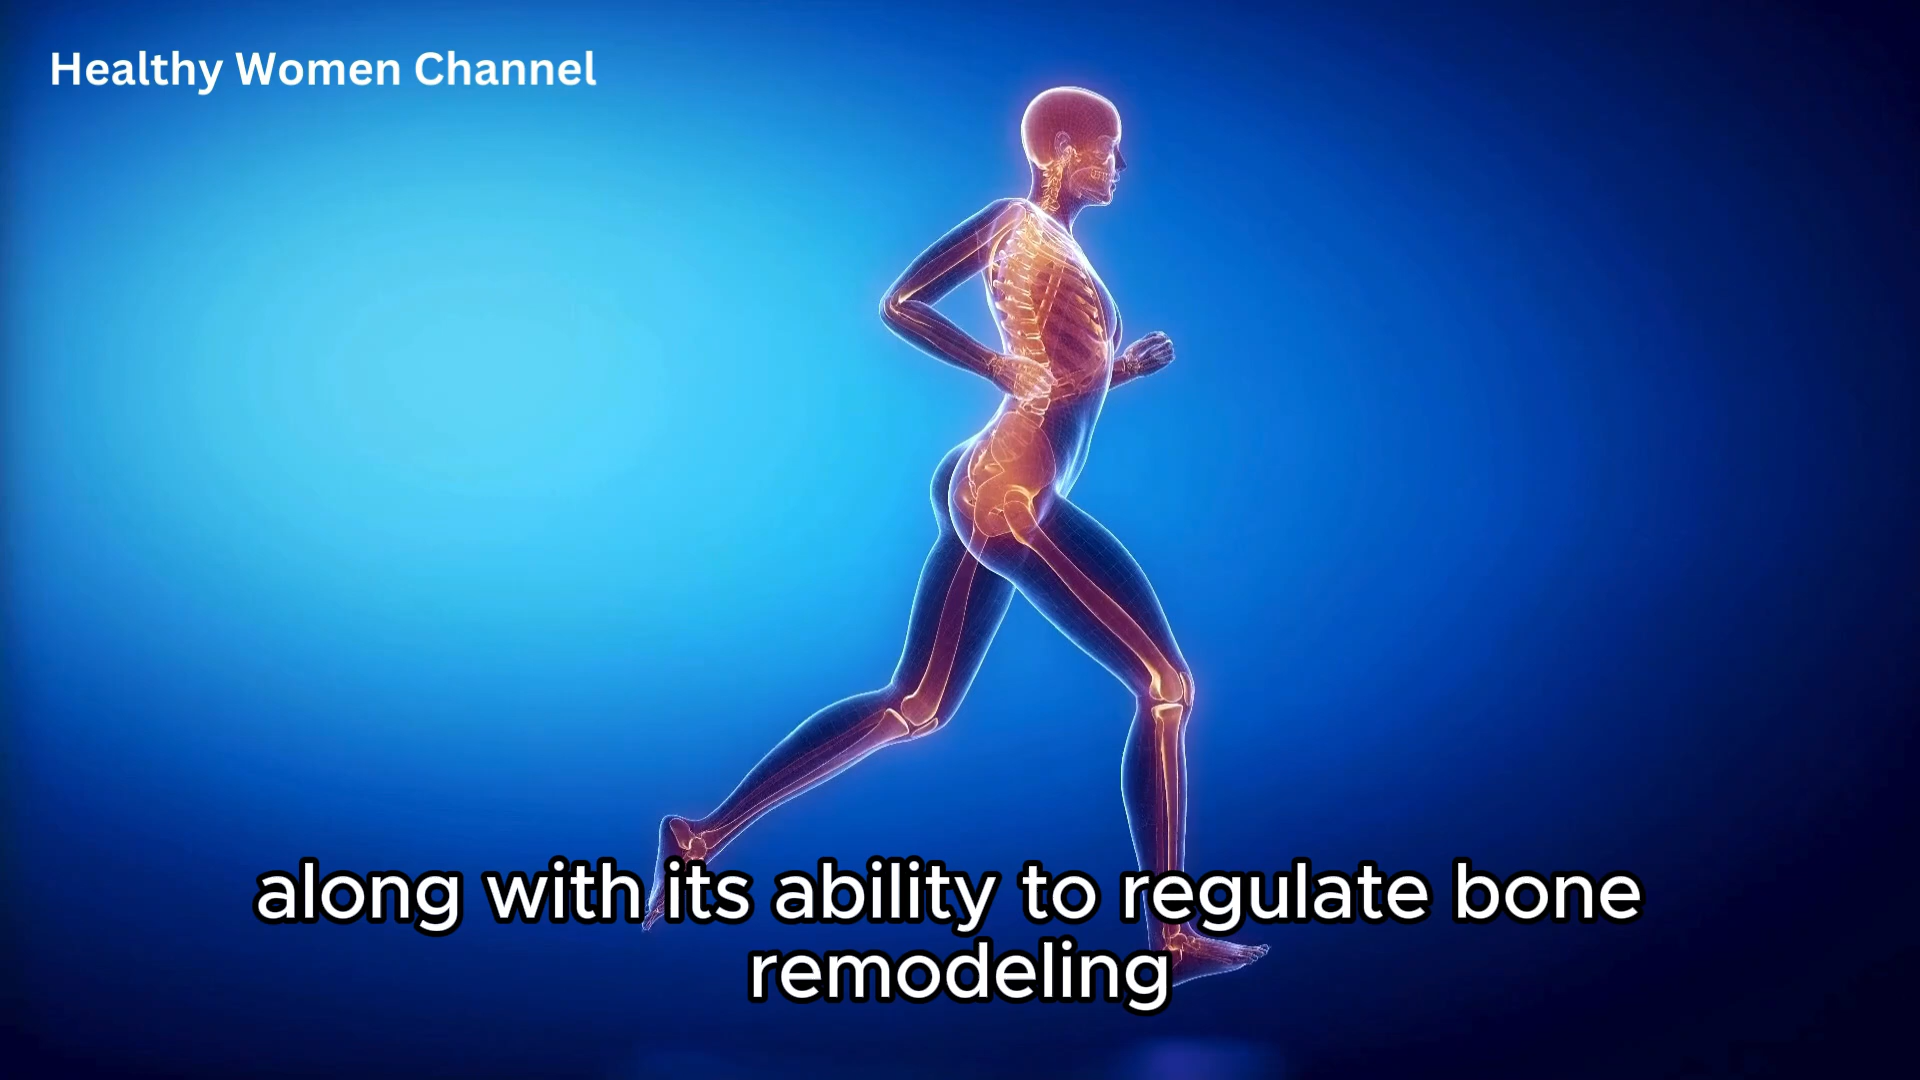 Healthy Women Channel
along with its ability to regulate bone
remodeling